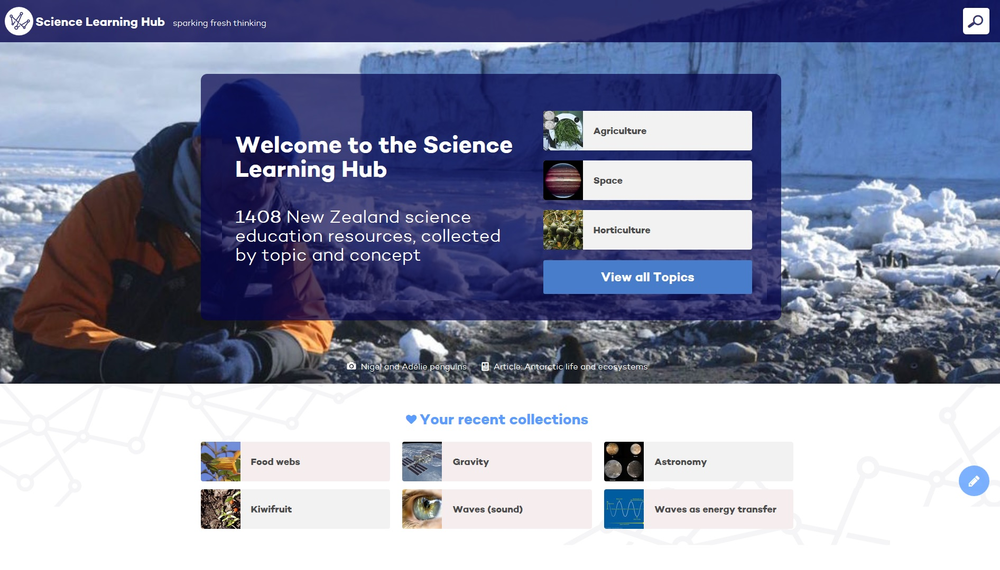 Science Learning Hub sparking fresh thinking
Welcome to the Science
Learning Hub
1408 New Zealand science
education resources, collected
by topic and concept
Agriculture
Space
Horticulture
View all Topics
Nigel and Adélie penguins
Article: Antarctic life and ecosystems
Your recent collections
Food webs
Gravity
Astronomy
Kiwifruit
Waves (sound)
Waves as energy transfer